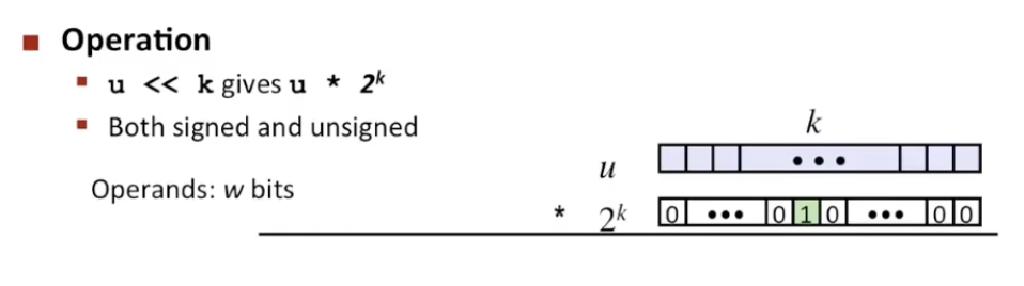 Operation
u << k gives u * 2^k
Both signed and unsigned
k
u
•••
Operands: w bits
* 2^k 0 ••• 0 1 0 ••• 0 0